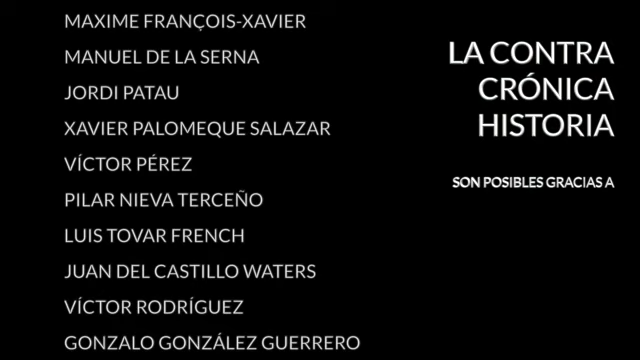 MAXIME FRANÇOIS-XAVIER
MANUEL DE LA SERNA
JORDI PATAU
XAVIER PALOMEQUE SALAZAR
VÍCTOR PÉREZ
PILAR NIEVA TERCEÑO
LUIS TOVAR FRENCH
JUAN DEL CASTILLO WATERS
VÍCTOR RODRÍGUEZ
GONZALO GONZÁLEZ GUERRERO
LA CONTRA
CRÓNICA
HISTORIA
SON POSIBLES GRACIAS A